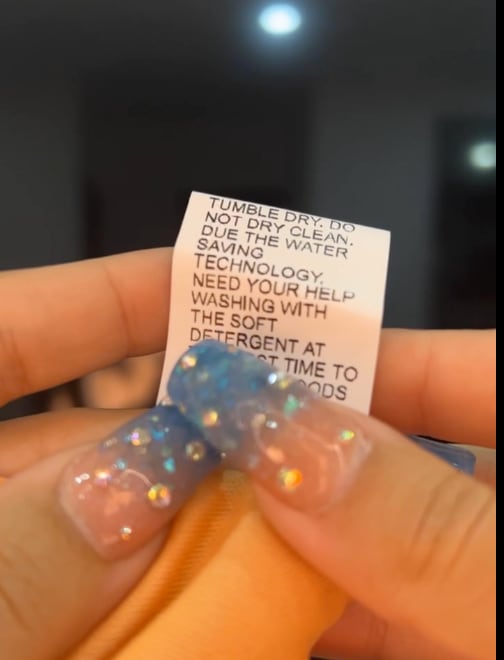 TUMBLE DRY. DO
NOT DRY CLEAN.
DUE THE WATER
SAVING
TECHNOLOGY,
NEED YOUR HELP
WASHING WITH
THE SOFT
DETERGENT AT
TIME TO